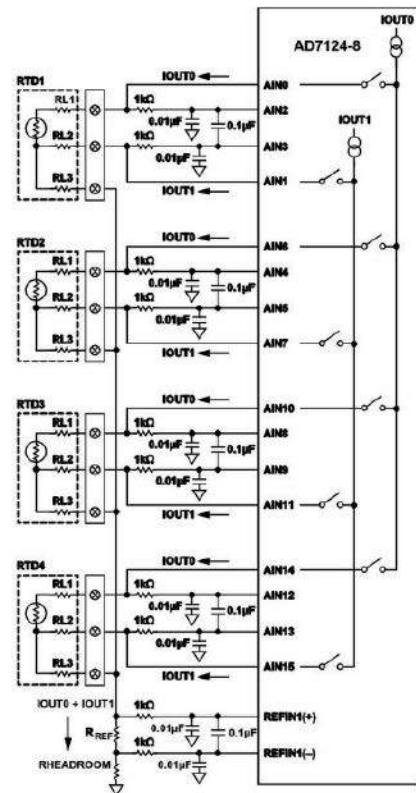 IOUT0
AD7124-8
RTD1
IOUT0
AIN0
RL1
1kΩ
AIN2
0.01µF
0.1µF
IOUT1
RL2
1kΩ
AIN3
0.01µF
RL3
IOUT1
AIN1
RTD2
IOUT0
AIN6
RL1
1kΩ
AIN4
0.01µF
0.1µF
RL2
1kΩ
AIN5
0.01µF
AIN7
RL3
IOUT1
RTD3
IOUT0
AIN10
RL1
1kΩ
AIN8
0.01µF
0.1µF
RL2
1kΩ
AIN9
0.01µF
RL3
IOUT1
AIN11
RTD4
IOUT0
AIN14
RL1
1kΩ
AIN12
0.01µF
0.1µF
RL2
1kΩ
AIN13
0.01µF
RL3
IOUT1
AIN15
IOUT0 + IOUT1
1kΩ
REFIN1(+)
0.01µF
0.1µF
RREF
1kΩ
REFIN1(–)
RHEADROOM
0.01µF